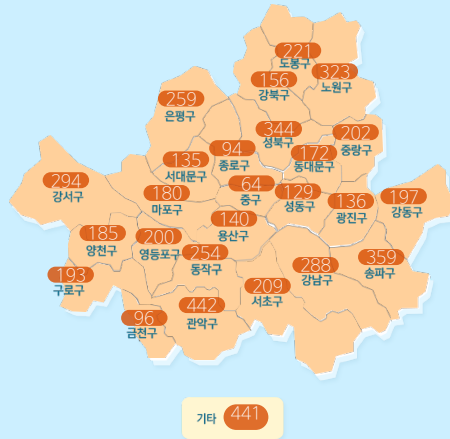 221
도봉구
323
노원구
156
강북구
259
은평구
344
성북구
202
중랑구
94
종로구
172
동대문구
135
서대문구
294
강서구
180
마포구
64
중구
129
성동구
136
광진구
197
강동구
140
용산구
185
양천구
200
영등포구
254
동작구
359
송파구
288
강남구
193
구로구
209
서초구
442
관악구
96
금천구
기타 441